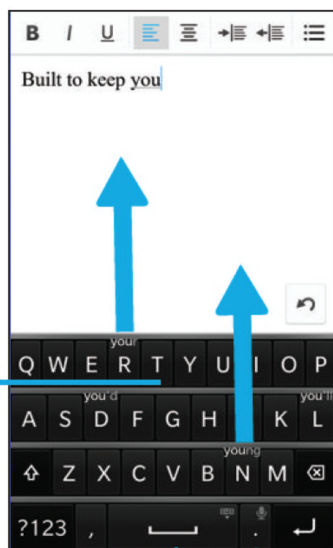 B I U
Built to keep you
your
Q W E R T Y U I O P
you'd you'll
A S D F G H K L
young
Z X C V B N M
?123 , .